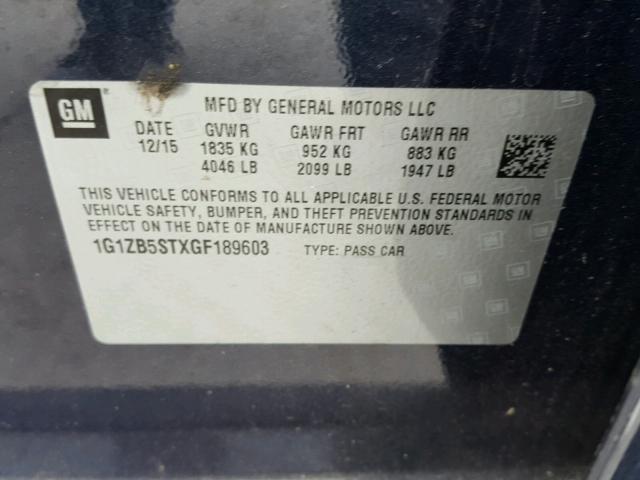 GM
MFD BY GENERAL MOTORS LLC
DATE GVWR GAWR FRT GAWR RR
12/15 1835 KG 952 KG 883 KG
4046 LB 2099 LB 1947 LB
THIS VEHICLE CONFORMS TO ALL APPLICABLE U.S. FEDERAL MOTOR
VEHICLE SAFETY, BUMPER, AND THEFT PREVENTION STANDARDS IN
EFFECT ON THE DATE OF MANUFACTURE SHOWN ABOVE.
1G1ZB5STXGF189603 TYPE: PASS CAR